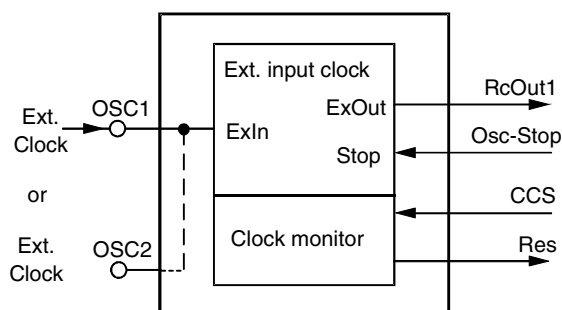 Ext. input clock
ExOut
RcOut1
Ext.
Clock
OSC1
ExIn
Stop
Osc-Stop
or
CCS
Ext.
Clock
OSC2
Clock monitor
Res